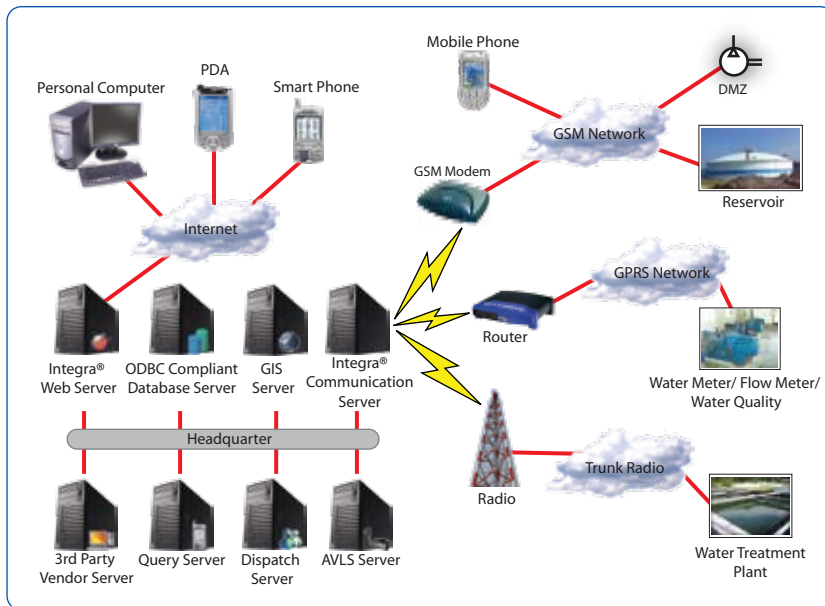 Mobile Phone
PDA
Personal Computer
Smart Phone
DMZ
GSM Network
GSM Modem
Reservoir
Internet
GPRS Network
Router
Integra®
Web Server
ODBC Compliant
Database Server
GIS
Server
Integra®
Communication
Server
Water Meter/ Flow Meter/
Water Quality
Headquarter
Trunk Radio
Radio
3rd Party
Vendor Server
Query Server
Dispatch
Server
AVLS Server
Water Treatment
Plant